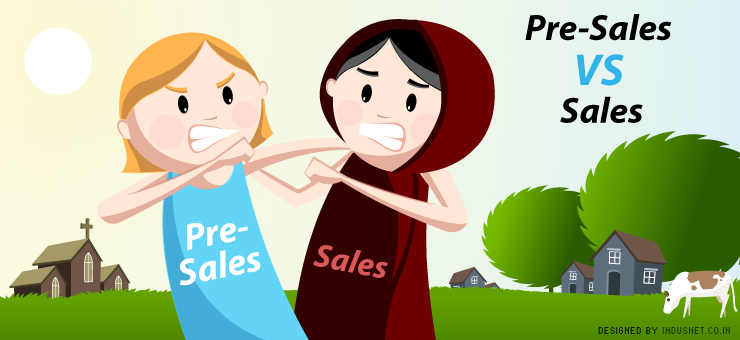 Pre-Sales
VS
Sales
Pre-
Sales
Sales
DESIGNED BY INDUSNET.CO.IN